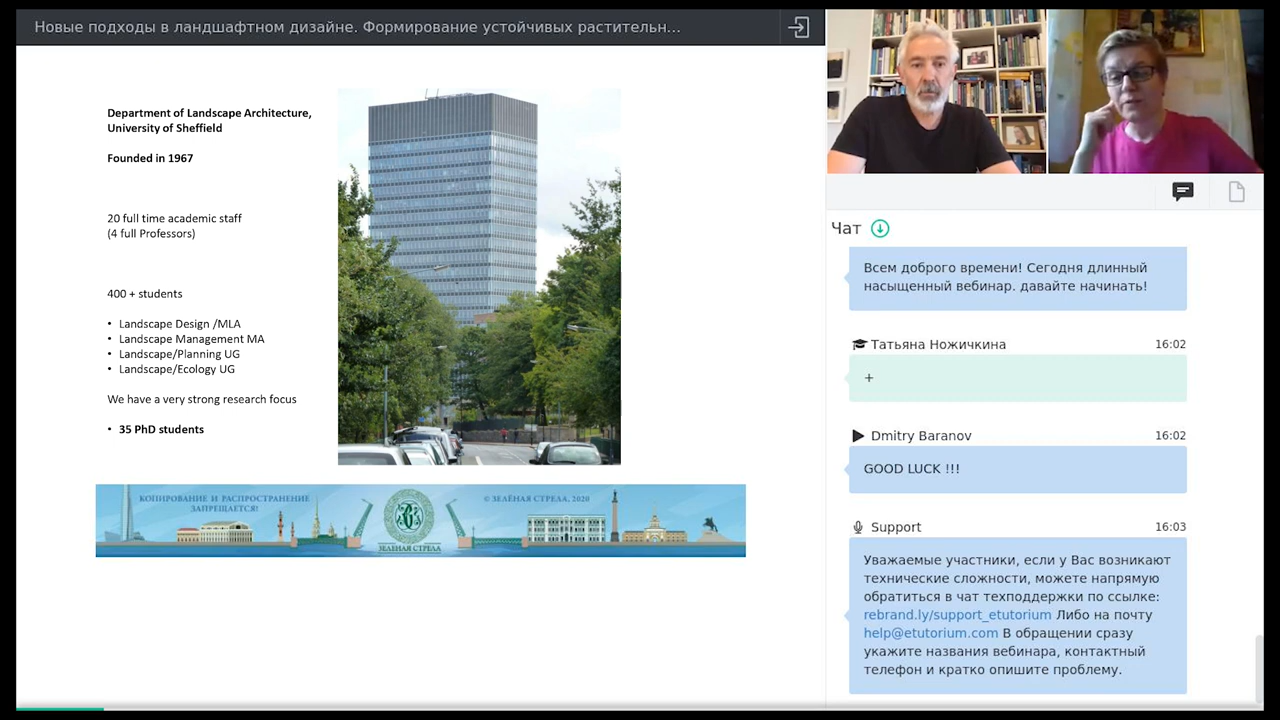 Новые подходы в ландшафтном дизайне. Формирование устойчивых растительн...
Department of Landscape Architecture,
University of Sheffield
Founded in 1967
20 full time academic staff
(4 full Professors)
400 + students
• Landscape Design /MLA
• Landscape Management MA
• Landscape/Planning UG
• Landscape/Ecology UG
We have a very strong research focus
• 35 PhD students
КОПИРОВАНИЕ И РАСПРОСТРАНЕНИЕ
ЗАПРЕЩАЕТСЯ!
© ЗЕЛЁНАЯ СТРЕЛА, 2020
ЗЕЛЕНАЯ СТРЕЛА
Чат
Всем доброго времени! Сегодня длинный
насыщенный вебинар. давайте начинать!
Татьяна Ножичкина 16:02
+
Dmitry Baranov 16:02
GOOD LUCK !!!
Support 16:03
Уважаемые участники, если у Вас возникают
технические сложности, можете напрямую
обратиться в чат техподдержки по ссылке:
rebrand.ly/support_etutorium Либо на почту
help@etutorium.com В обращении сразу
укажите названия вебинара, контактный
телефон и кратко опишите проблему.